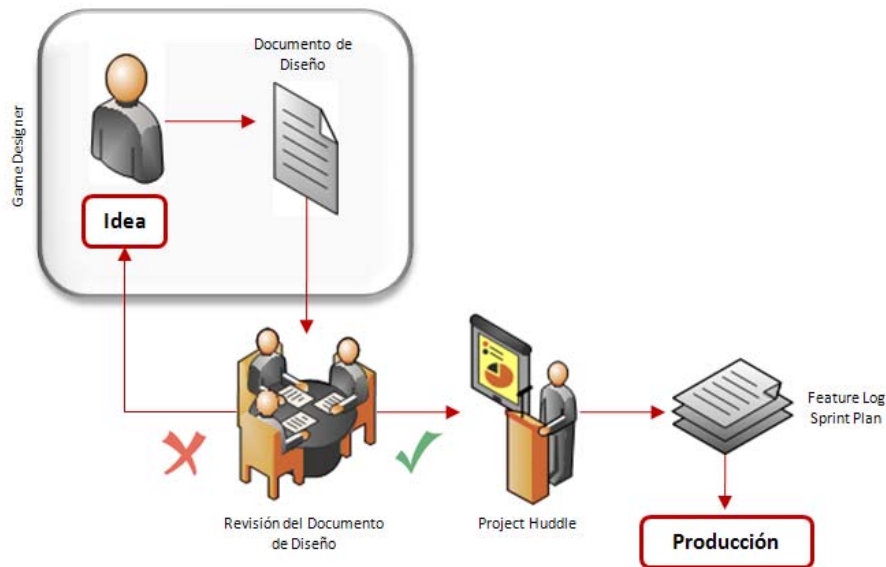 Documento de
Diseño
Game Designer
Idea
Feature Log
Sprint Plan
Revisión del Documento
de Diseño
Project Huddle
Producción